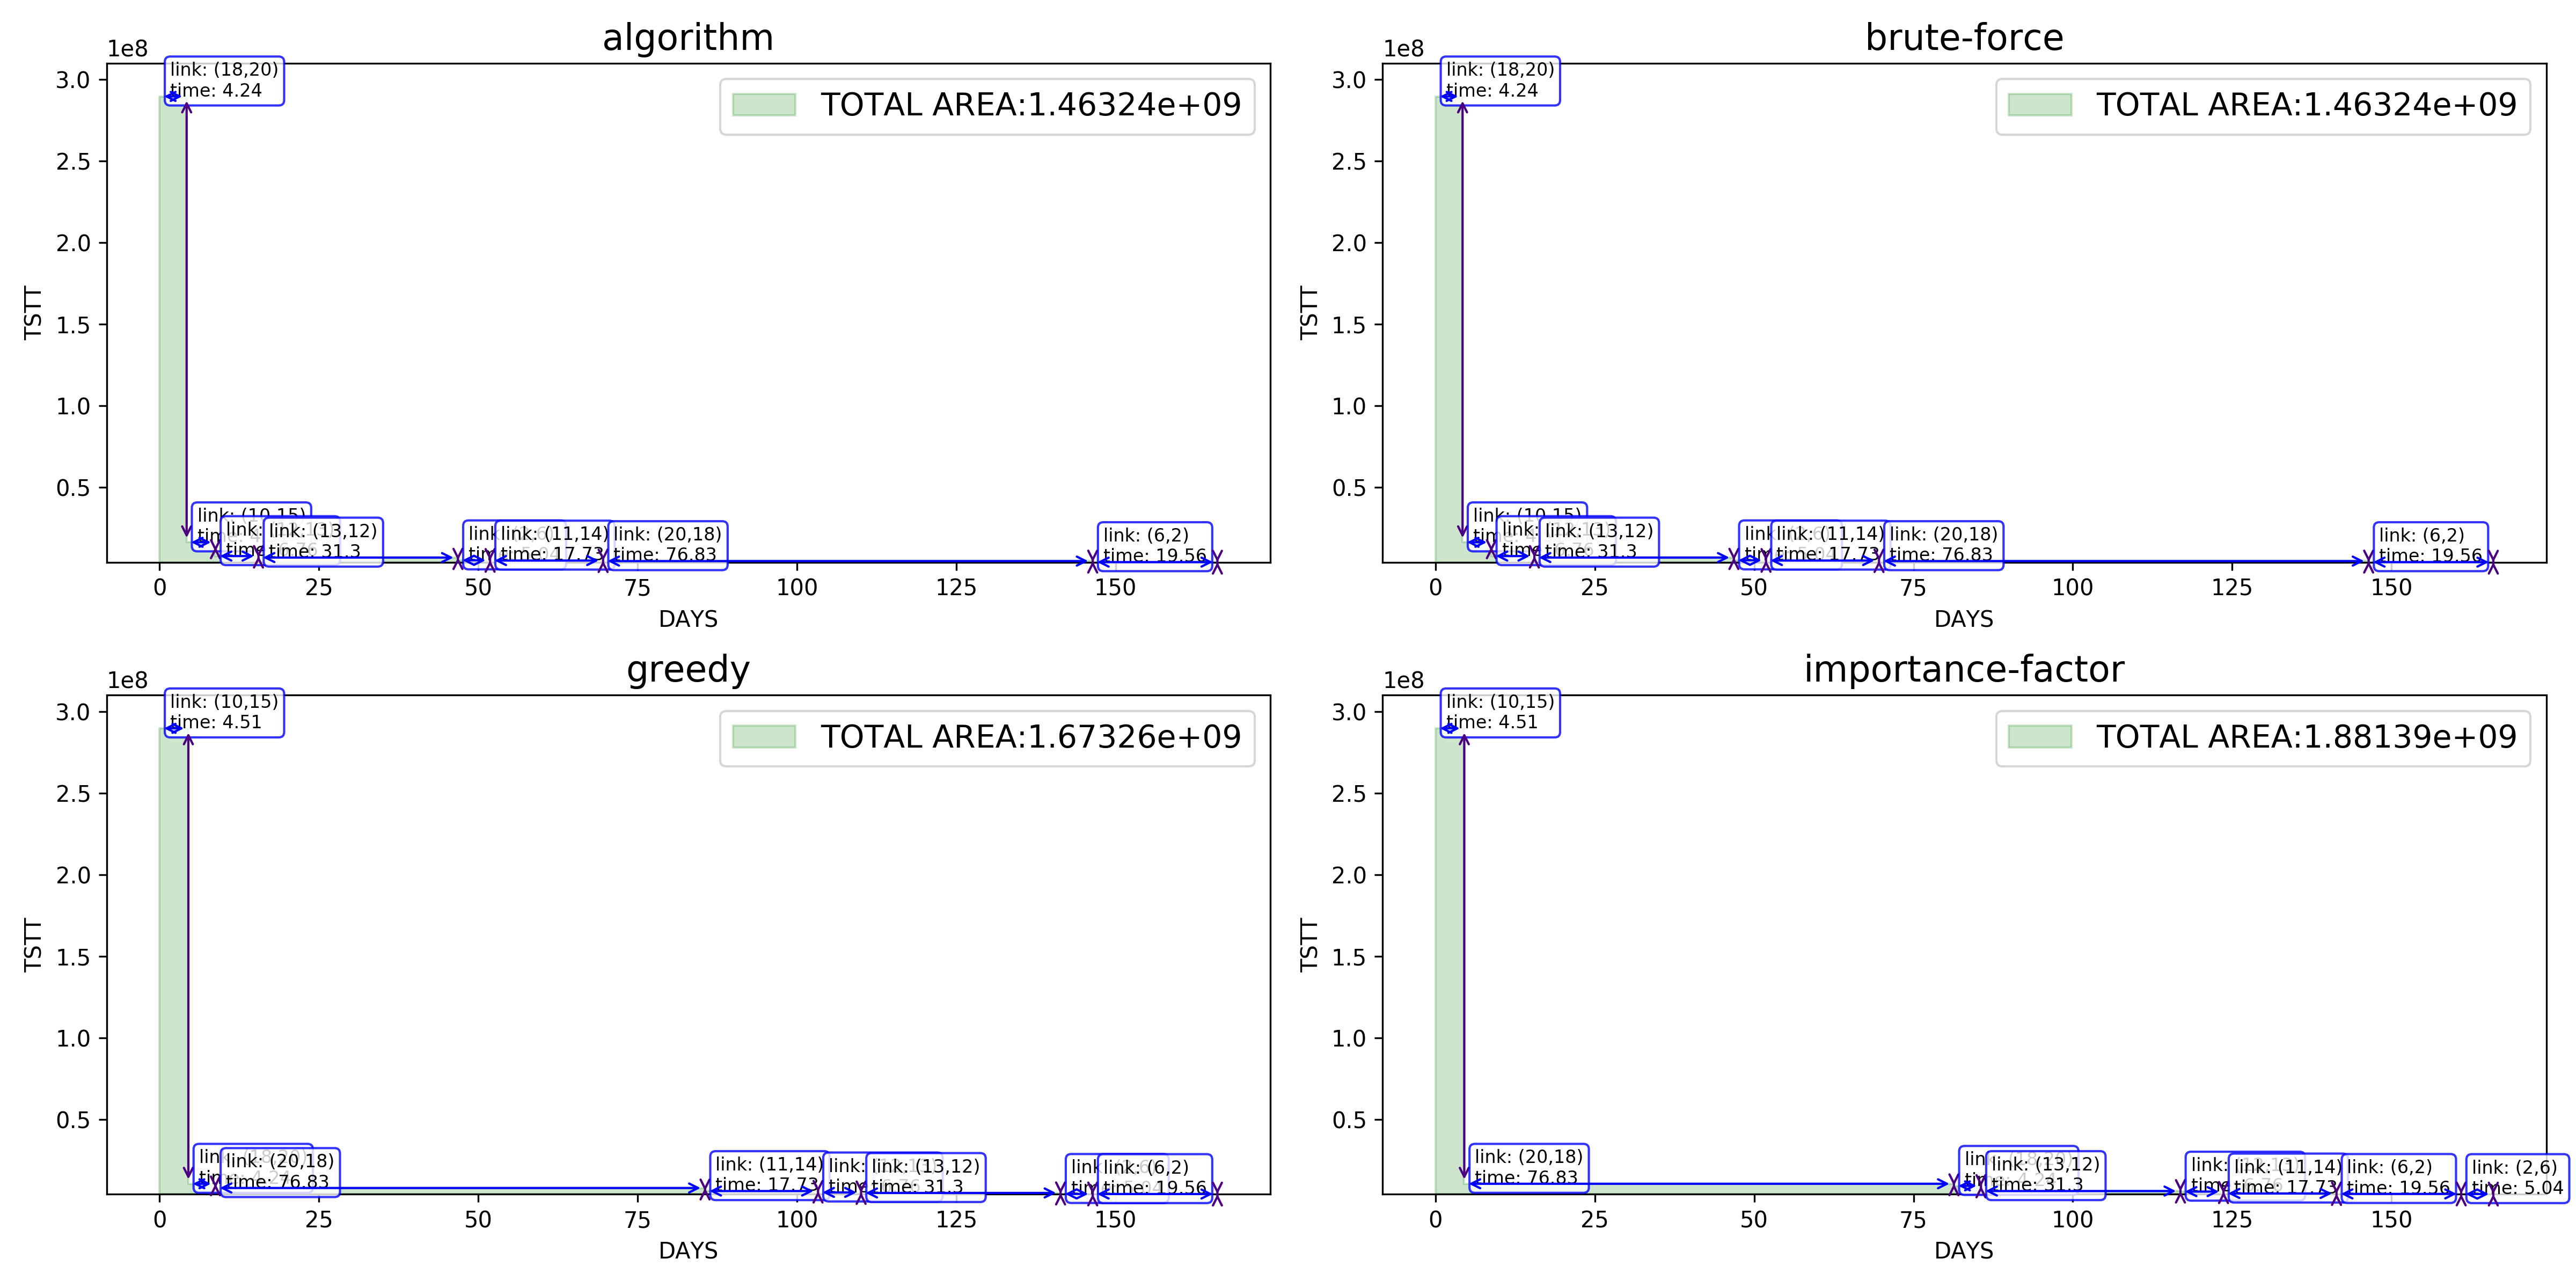 algorithm
1e8
3.0
2.5
2.0
1.5
1.0
0.5
TSTT
link: (18,20)
time: 4.24
TOTAL AREA:1.46324e+09
link: (10,15)
link:
link: (13,12)
time: 31.3
link: (11,14)
time: 17.73
link: (20,18)
time: 76.83
link: (6,2)
time: 19.56
0 25 50 75 100 125 150
DAYS
brute-force
1e8
3.0
2.5
2.0
1.5
1.0
0.5
TSTT
link: (18,20)
time: 4.24
TOTAL AREA:1.46324e+09
link: (10,15)
link:
link: (13,12)
time: 31.3
link: (11,14)
time: 17.73
link: (20,18)
time: 76.83
link: (6,2)
time: 19.56
0 25 50 75 100 125 150
DAYS
greedy
1e8
3.0
2.5
2.0
1.5
1.0
0.5
TSTT
link: (10,15)
time: 4.51
TOTAL AREA:1.67326e+09
link: (20,18)
time: 76.83
link: (11,14)
time: 17.73
link:
link: (13,12)
time: 31.3
link: (6,2)
time: 19.56
0 25 50 75 100 125 150
DAYS
importance-factor
1e8
3.0
2.5
2.0
1.5
1.0
0.5
TSTT
link: (10,15)
time: 4.51
TOTAL AREA:1.88139e+09
link: (20,18)
time: 76.83
link: (13,12)
time: 31.3
link: (11,14)
time: 17.73
link: (6,2)
time: 19.56
link: (2,6)
time: 5.04
0 25 50 75 100 125 150
DAYS